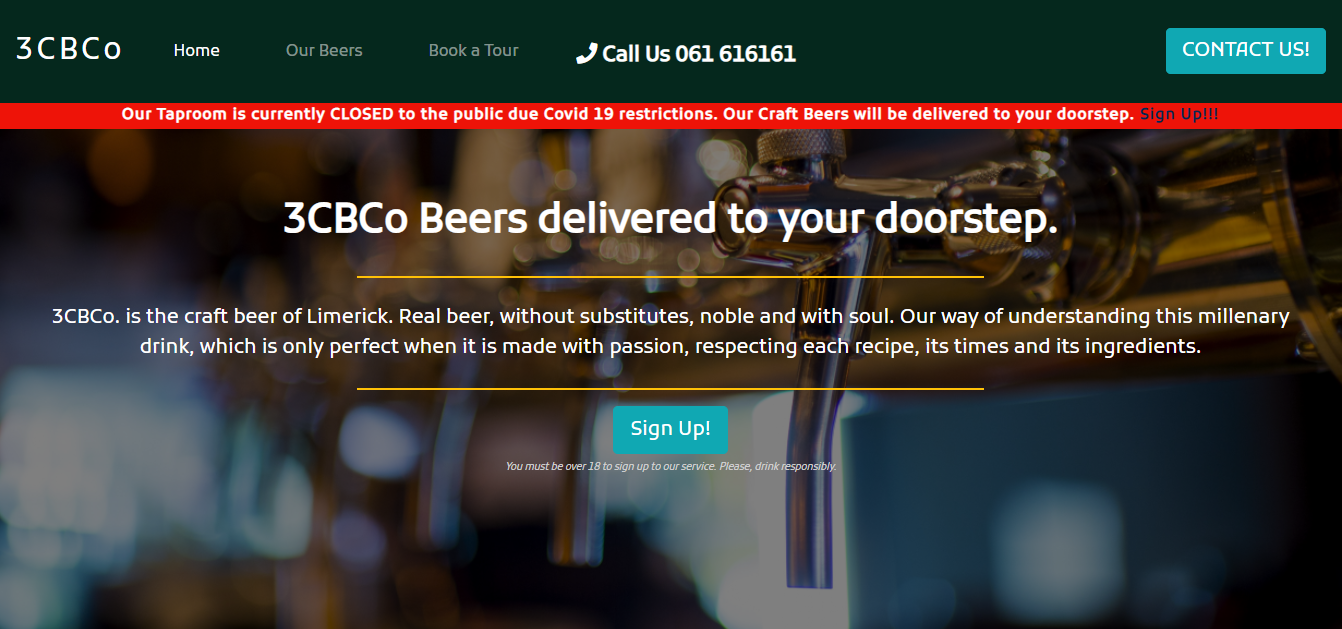 3CBCo
Home
Our Beers
Book a Tour
Call Us 061 616161
CONTACT US!
Our Taproom is currently CLOSED to the public due Covid 19 restrictions. Our Craft Beers will be delivered to your doorstep. Sign Up!!!
3CBCo Beers delivered to your doorstep.
3CBCo. is the craft beer of Limerick. Real beer, without substitutes, noble and with soul. Our way of understanding this millenary
drink, which is only perfect when it is made with passion, respecting each recipe, its times and its ingredients.
Sign Up!
You must be over 18 to sign up to our service. Please, drink responsibly.